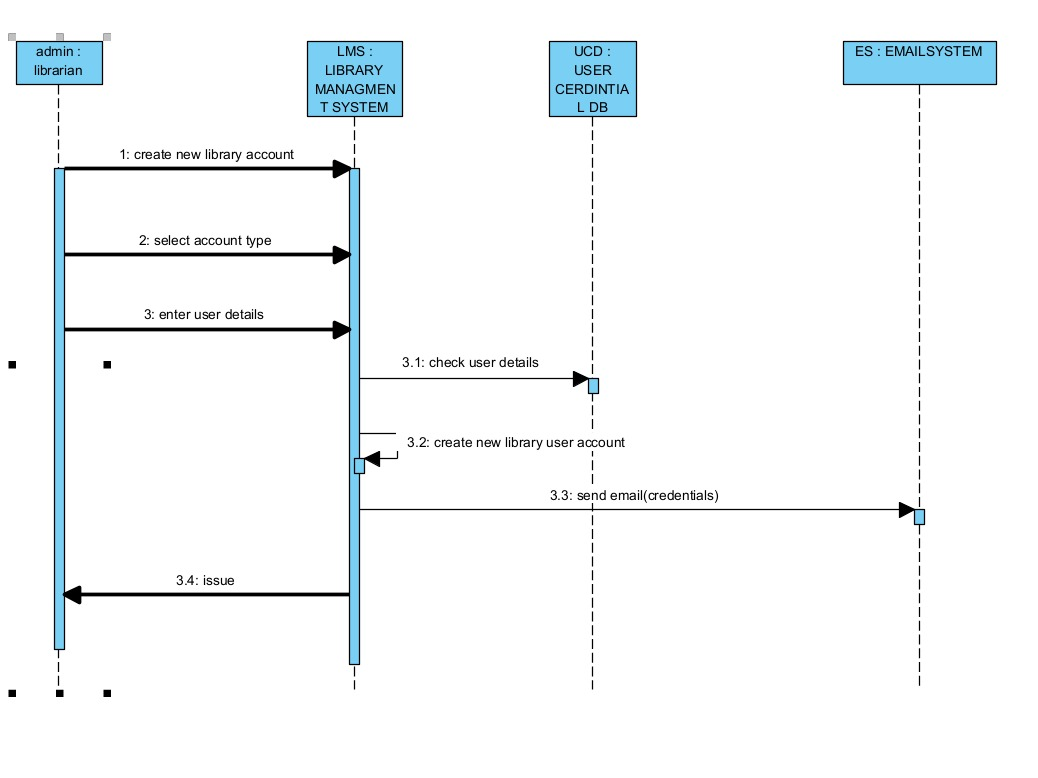 admin :
librarian
LMS :
LIBRARY
MANAGMEN
T SYSTEM
UCD :
USER
CERDINTIA
L DB
ES : EMAILSYSTEM
1: create new library account
2: select account type
3: enter user details
3.1: check user details
3.2: create new library user account
3.3: send email(credentials)
3.4: issue